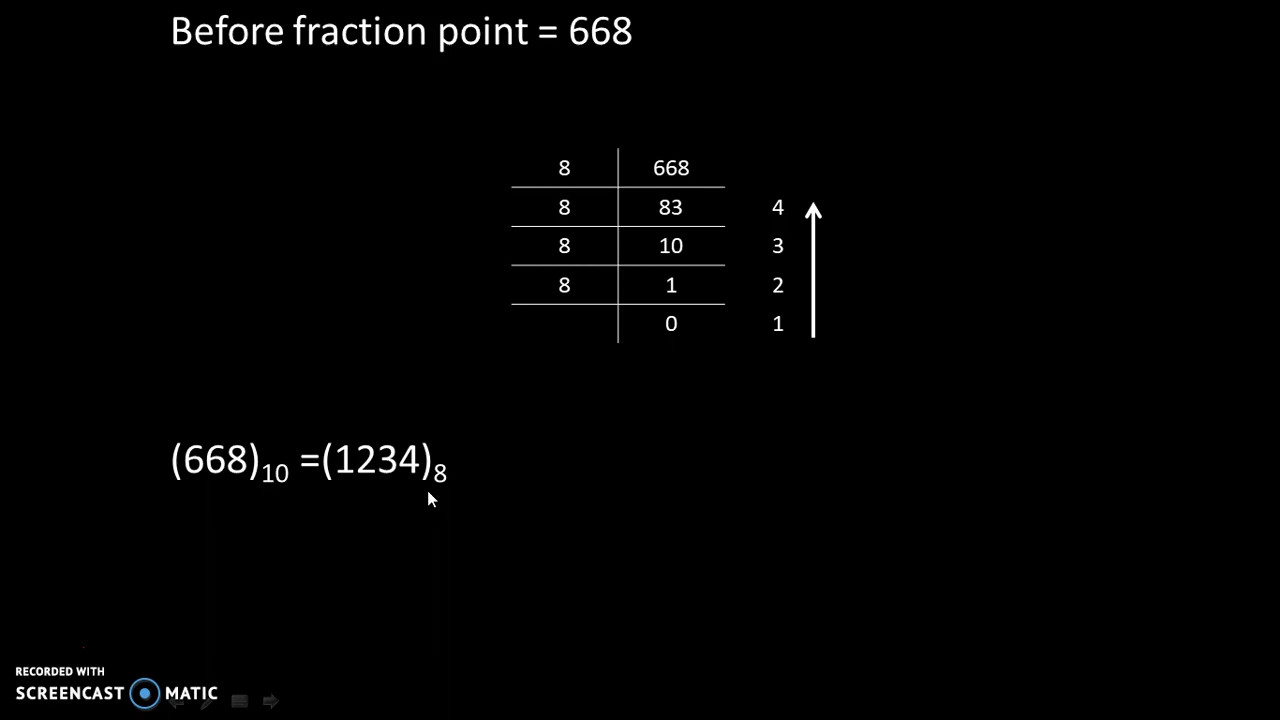 Before fraction point = 668
8 668
8 83 4
8 10 3
8 1 2
0 1
(668)₁₀ =(1234)₈
RECORDED WITH
SCREENCAST MATIC